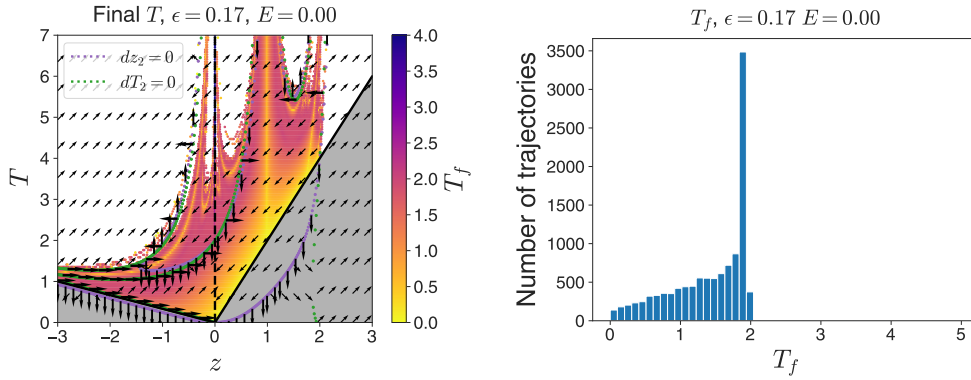 Final T, ϵ = 0.17, E = 0.00
dz₂=0
dT₂=0
T
7
6
5
4
3
2
1
0
−3 −2 −1 0 1 2 3
z
4.0
3.5
3.0
2.5
2.0
1.5
1.0
0.5
0.0
T_f
T_f, ϵ = 0.17 E = 0.00
Number of trajectories
3500
3000
2500
2000
1500
1000
500
0
0 1 2 3 4 5
T_f